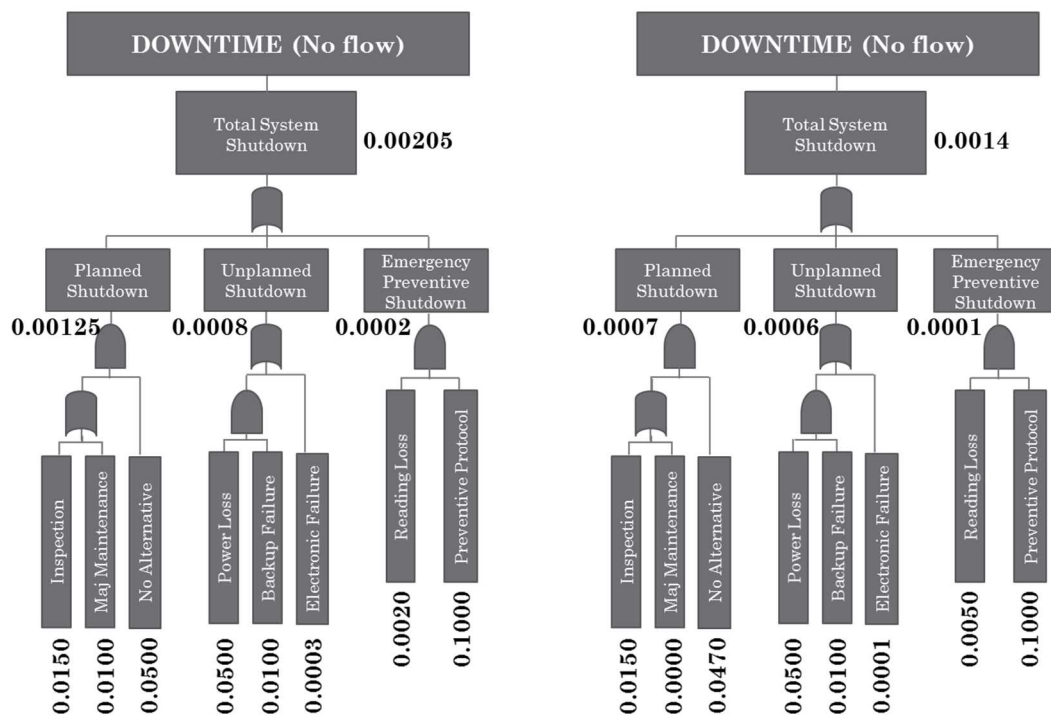 DOWNTIME (No flow)
Total System
Shutdown
0.00205
Planned
Shutdown
Unplanned
Shutdown
Emergency
Preventive
Shutdown
0.00125
0.0008
0.0002
Inspection
Maj Maintenance
No Alternative
Power Loss
Backup Failure
Electronic Failure
Reading Loss
Preventive Protocol
0.0150
0.0100
0.0500
0.0500
0.0100
0.0003
0.0020
0.1000
DOWNTIME (No flow)
Total System
Shutdown
0.0014
Planned
Shutdown
Unplanned
Shutdown
Emergency
Preventive
Shutdown
0.0007
0.0006
0.0001
Inspection
Maj Maintenance
No Alternative
Power Loss
Backup Failure
Electronic Failure
Reading Loss
Preventive Protocol
0.0150
0.0000
0.0470
0.0500
0.0100
0.0001
0.0050
0.1000